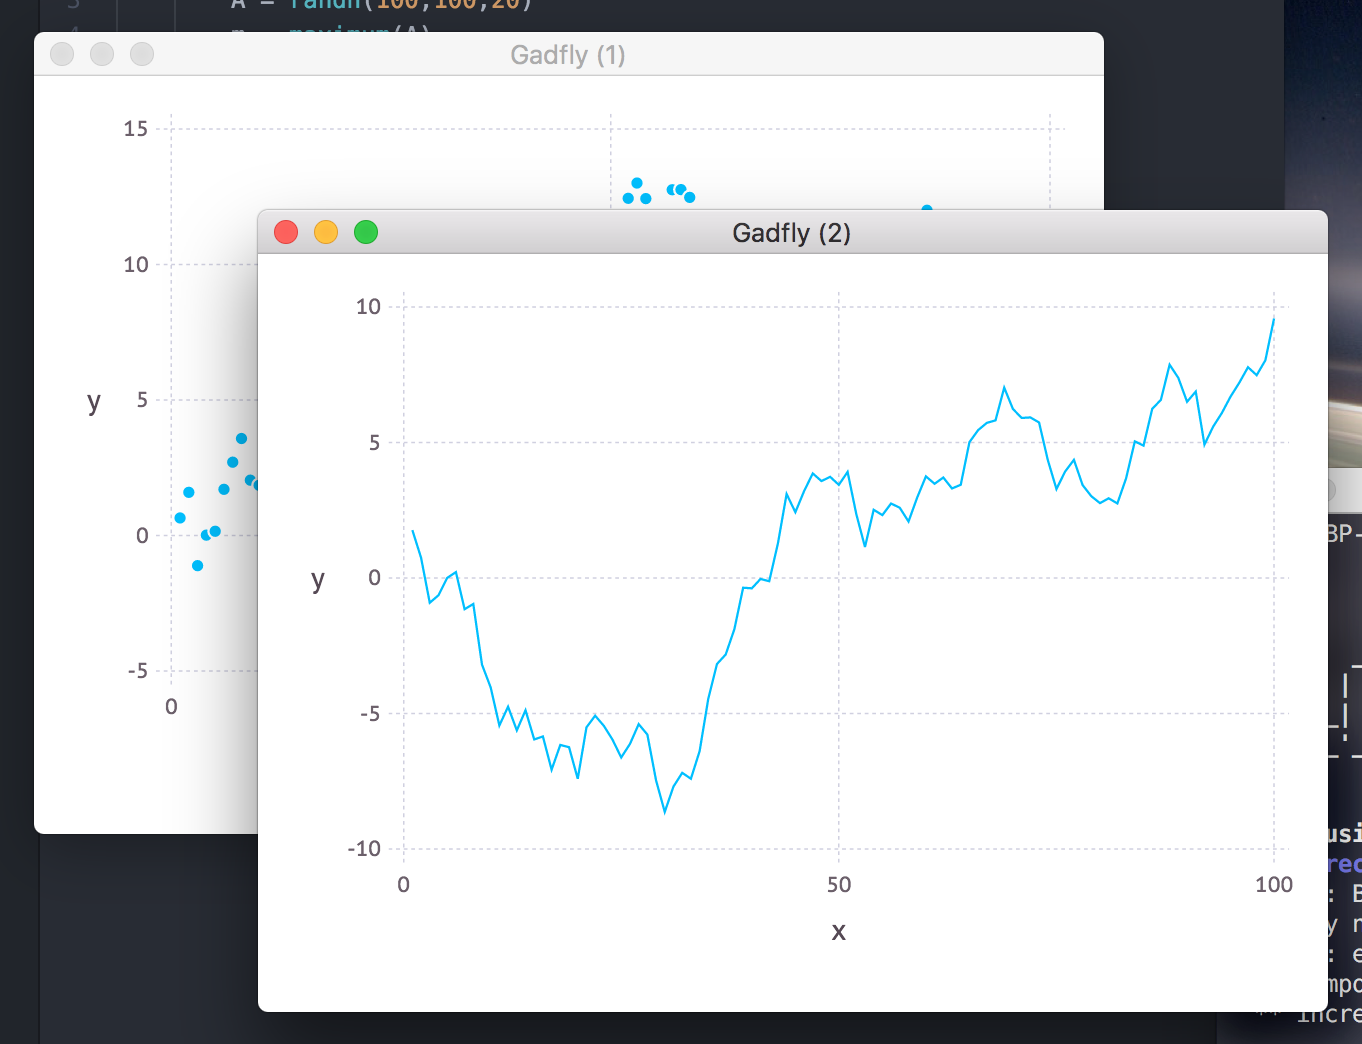 3 A = randn(100,100,20)
Gadfly (1)
15
10
y
5
0
-5
0
Gadfly (2)
10
5
y
0
-5
-10
0
50
100
x
BP-
usi
rec
: B
y n
: e
mpo
incre